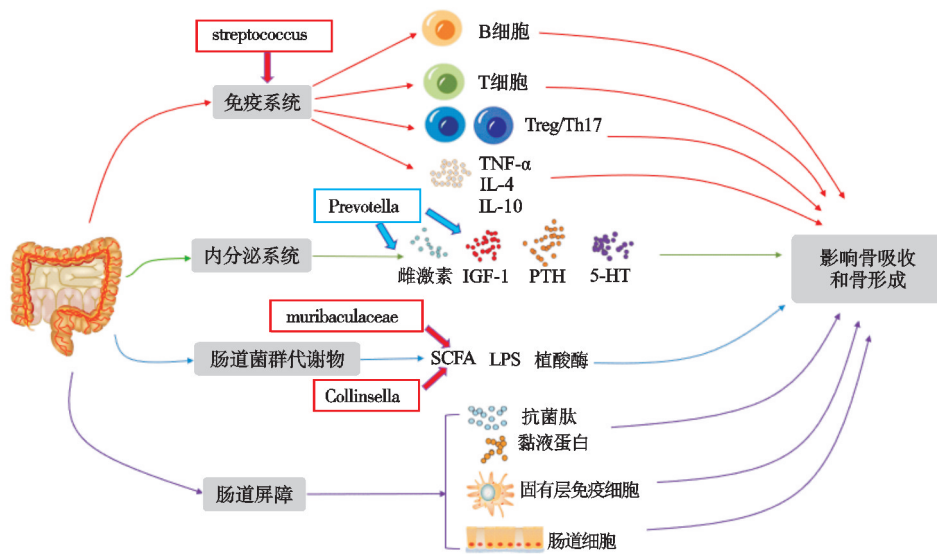 streptococcus
免疫系统
B细胞
T细胞
Treg/Th17
TNF-α
IL-4
IL-10
Prevotella
内分泌系统
雌激素 IGF-1 PTH 5-HT
影响骨吸收
和骨形成
muribaculaceae
肠道菌群代谢物
SCFA LPS 植酸酶
Collinsella
抗菌肽
黏液蛋白
固有层免疫细胞
肠道屏障
肠道细胞